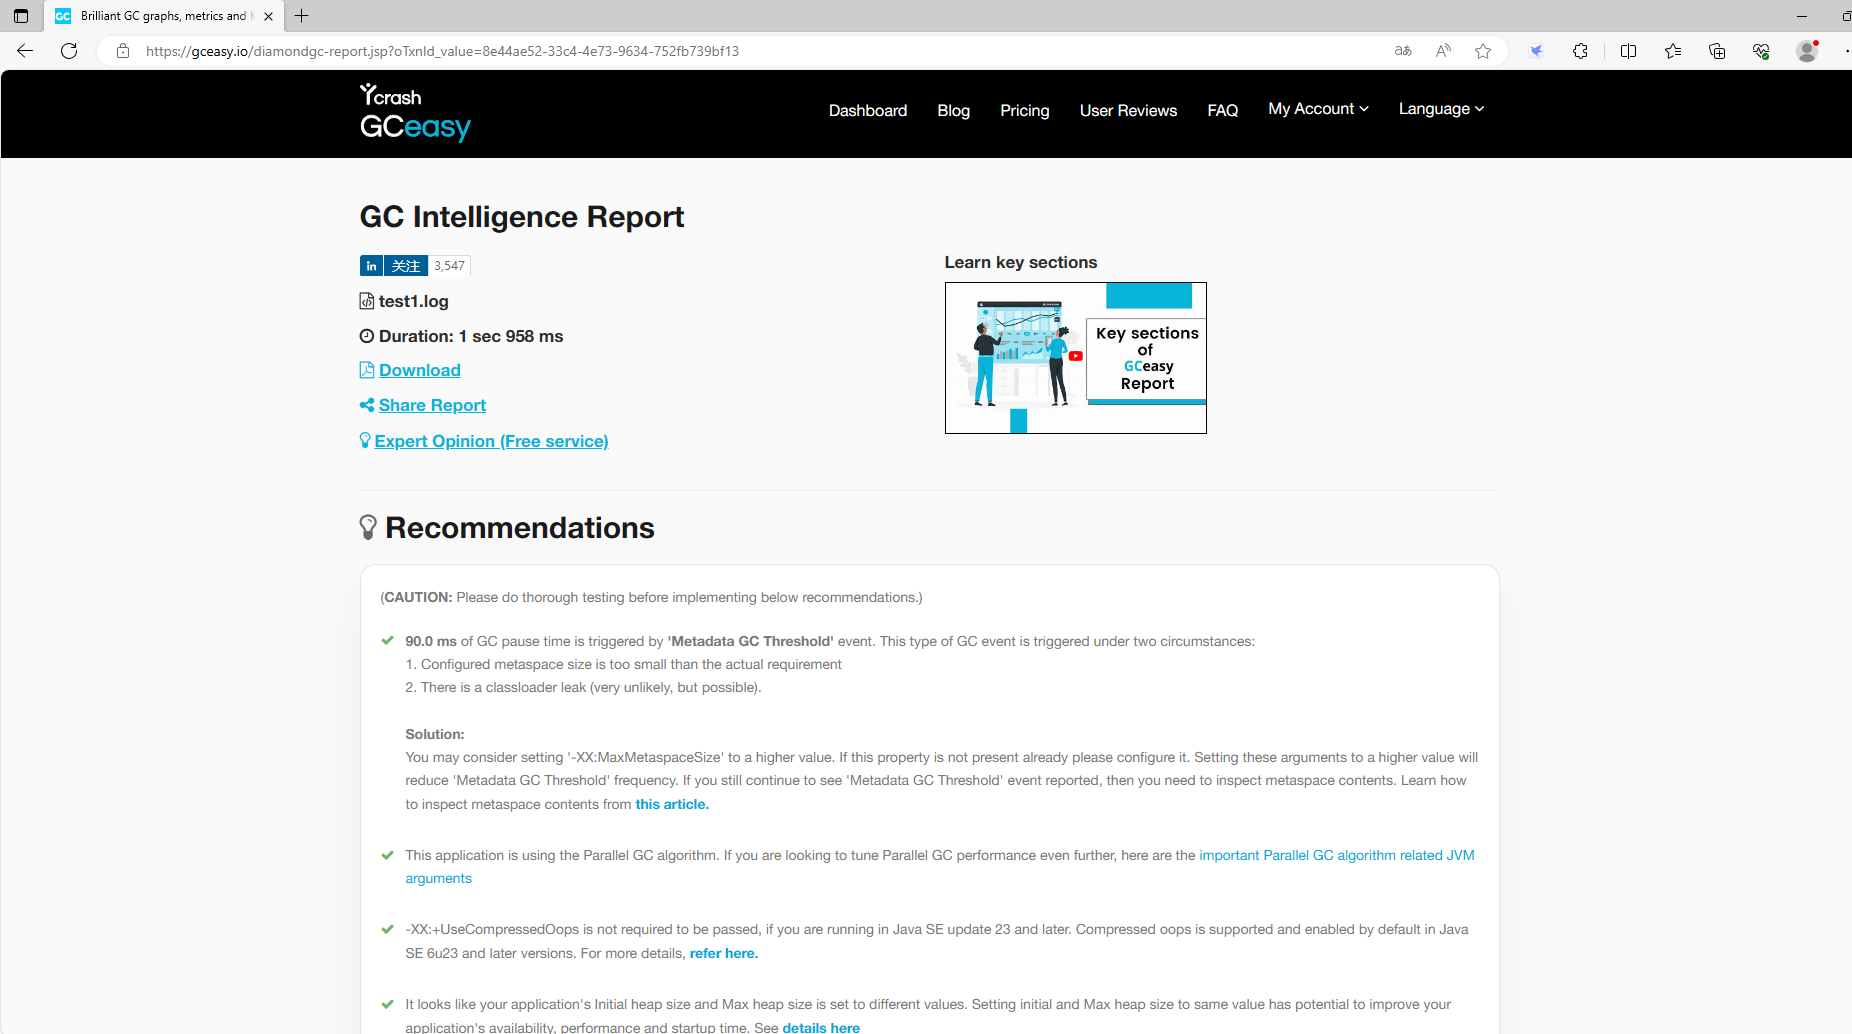 Brilliant GC graphs, metrics and
https://gceasy.io/diamondgc-report.jsp?oTxnId_value=8e44ae52-33c4-4e73-9634-752fb739bf13
Ycrash
GCeasy
Dashboard
Blog
Pricing
User Reviews
FAQ
My Account
Language
GC Intelligence Report
in 关注 3,547
test1.log
Duration: 1 sec 958 ms
Download
Share Report
Expert Opinion (Free service)
Learn key sections
Key sections
of
GCeasy
Report
Recommendations
(CAUTION: Please do thorough testing before implementing below recommendations.)
90.0 ms of GC pause time is triggered by 'Metadata GC Threshold' event. This type of GC event is triggered under two circumstances:
1. Configured metaspace size is too small than the actual requirement
2. There is a classloader leak (very unlikely, but possible).
Solution:
You may consider setting '-XX:MaxMetaspaceSize' to a higher value. If this property is not present already please configure it. Setting these arguments to a higher value will
reduce 'Metadata GC Threshold' frequency. If you still continue to see 'Metadata GC Threshold' event reported, then you need to inspect metaspace contents. Learn how
to inspect metaspace contents from this article.
This application is using the Parallel GC algorithm. If you are looking to tune Parallel GC performance even further, here are the important Parallel GC algorithm related JVM
arguments
-XX:+UseCompressedOops is not required to be passed, if you are running in Java SE update 23 and later. Compressed oops is supported and enabled by default in Java
SE 6u23 and later versions. For more details, refer here.
It looks like your application's Initial heap size and Max heap size is set to different values. Setting initial and Max heap size to same value has potential to improve your
application's availability, performance and startup time. See details here